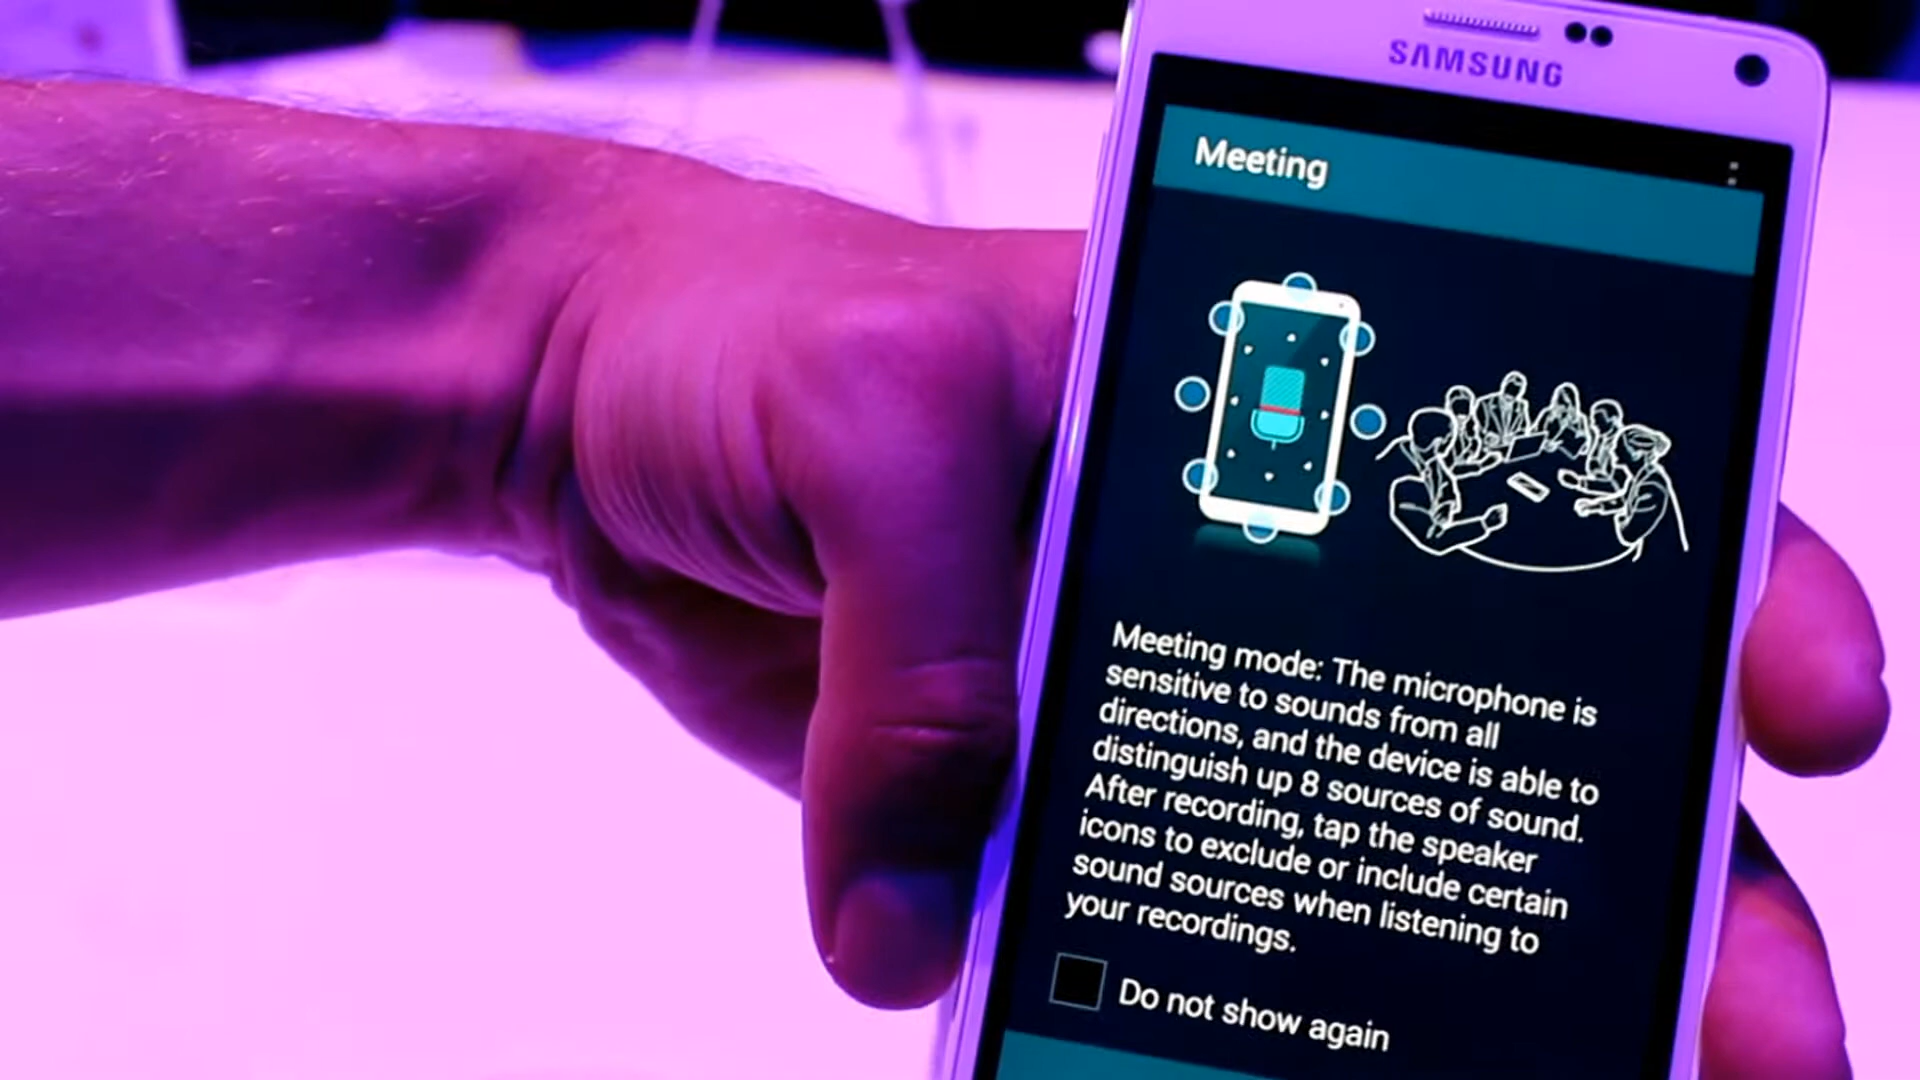 SAMSUNG
Meeting
Meeting mode: The microphone is
sensitive to sounds from all
directions, and the device is able to
distinguish up 8 sources of sound.
After recording, tap the speaker
icons to exclude or include certain
sound sources when listening to
your recordings.
Do not show again